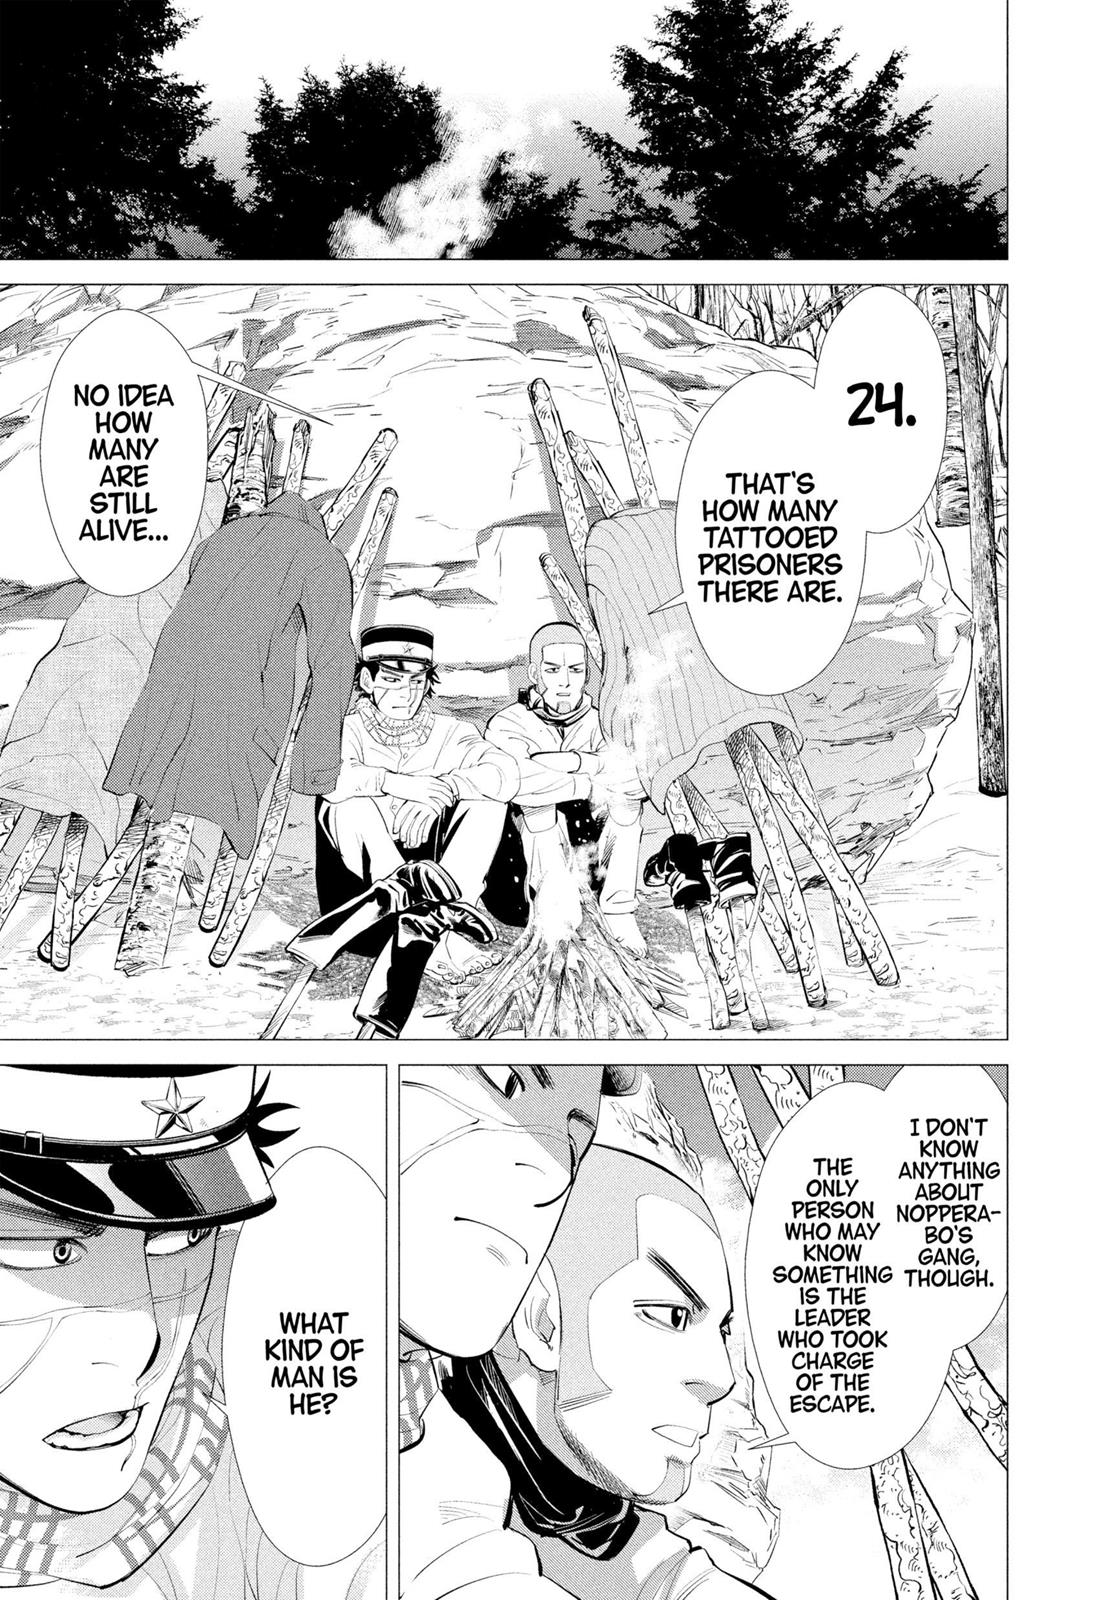 24.
THAT'S
HOW MANY
TATTOOED
PRISONERS
THERE ARE.
NO IDEA
HOW
MANY
ARE
STILL
ALIVE...
I DON'T
KNOW
ANYTHING
ABOUT
NOPPERA-
BO'S
GANG,
THOUGH.
THE
ONLY
PERSON
WHO MAY
KNOW
SOMETHING
IS THE
LEADER
WHO TOOK
CHARGE
OF THE
ESCAPE.
WHAT
KIND OF
MAN IS
HE?